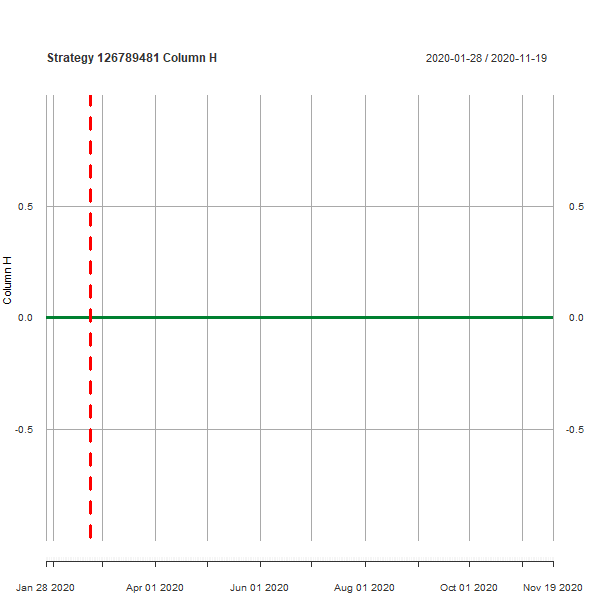 Strategy 126789481 Column H
2020-01-28 / 2020-11-19
0.5
0.5
Column H
0.0
0.0
-0.5
-0.5
Jan 28 2020
Apr 01 2020
Jun 01 2020
Aug 01 2020
Oct 01 2020
Nov 19 2020